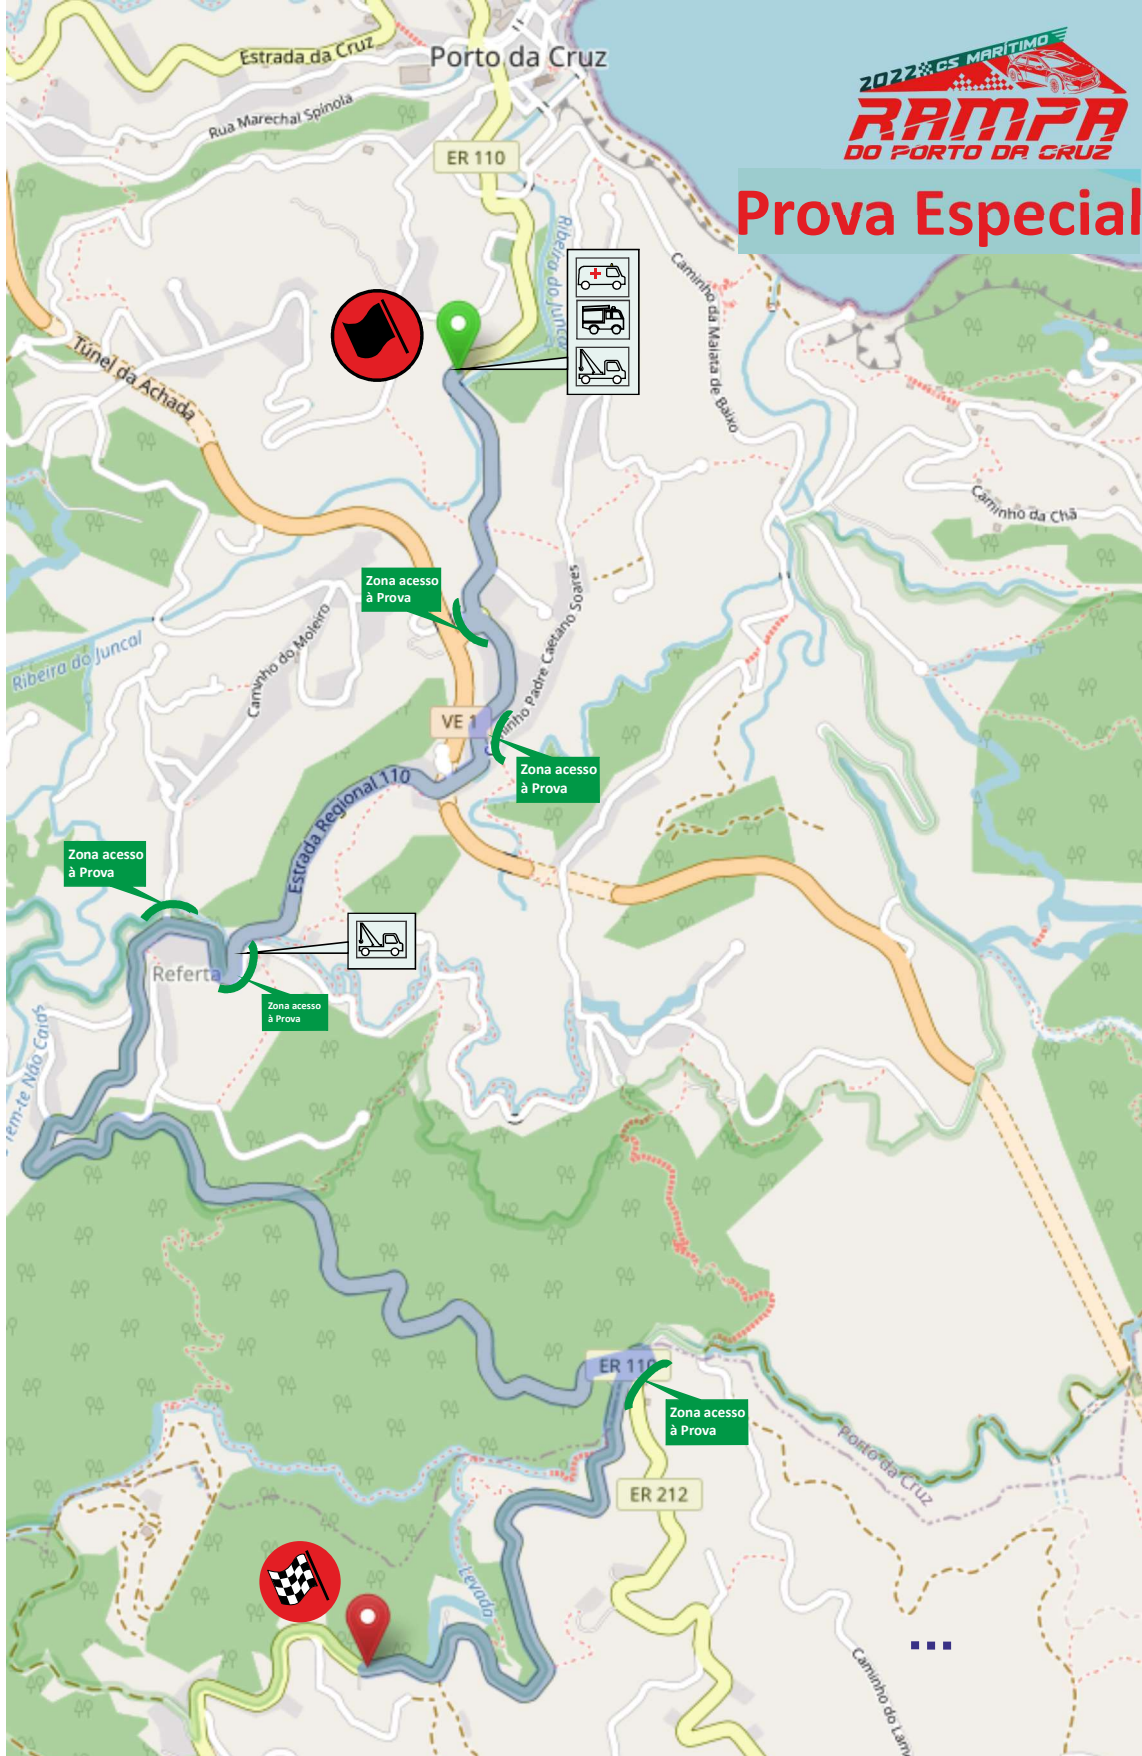 Estrada da Cruz
Porto da Cruz
2022 CS MARÍTIMO
RAMPA
DO PORTO DA CRUZ
Rua Marechal Spínola
ER 110
Prova Especial
Ribeira do Juncal
Caminho da Maiata de Baixo
Túnel da Achada
Caminho da Chã
Zona acesso
à Prova
Caminho Padre Caetano Soares
Caminho do Moleiro
Ribeira do Juncal
VE 1
Zona acesso
à Prova
Estrada Regional 110
Zona acesso
à Prova
Referta
Zona acesso
à Prova
ER 110
Zona acesso
à Prova
Porto da Cruz
ER 212
Levada
...